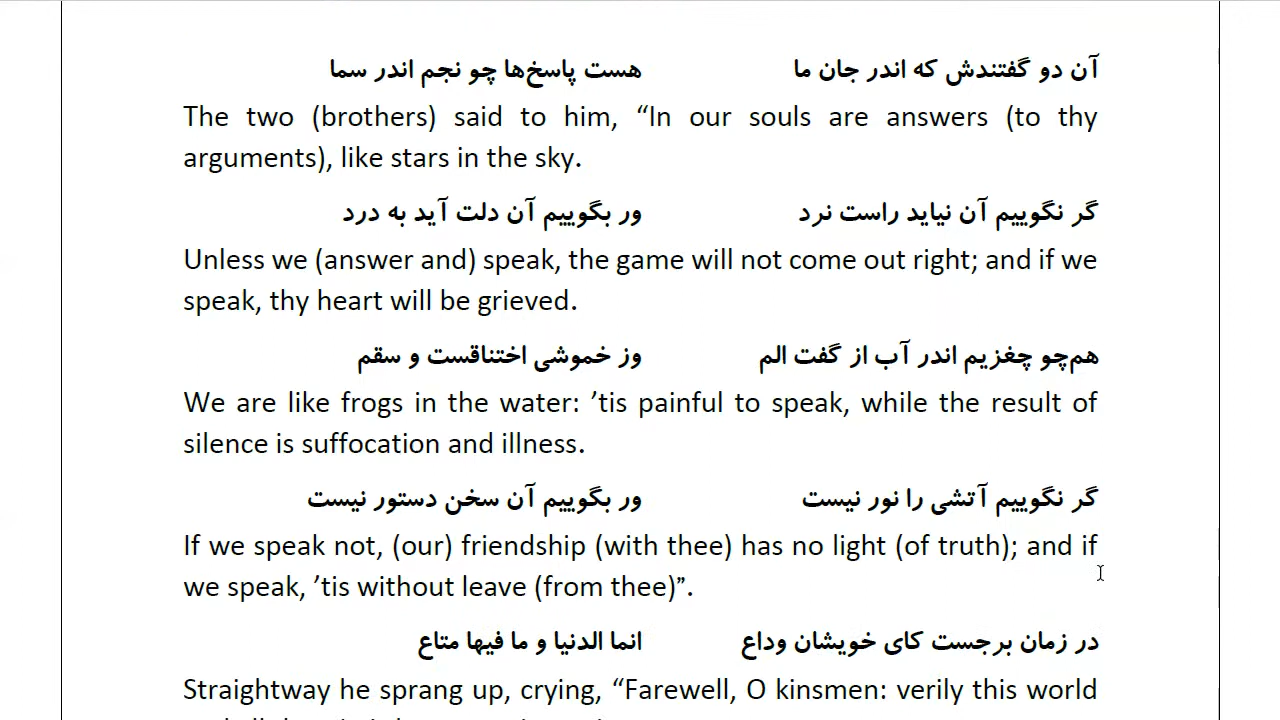 آن دو گفتندش که اندر جان ما هست پاسخ‌ها چو نجم اندر سما
The two (brothers) said to him, “In our souls are answers (to thy
arguments), like stars in the sky.
گر نگوییم آن نیاید راست نرد ور بگوییم آن دلت آید به درد
Unless we (answer and) speak, the game will not come out right; and if we
speak, thy heart will be grieved.
هم‌چو چغزیم اندر آب از گفت الم وز خموشی اختناقست و سقم
We are like frogs in the water: ’tis painful to speak, while the result of
silence is suffocation and illness.
گر نگوییم آتشی را نور نیست ور بگوییم آن سخن دستور نیست
If we speak not, (our) friendship (with thee) has no light (of truth); and if
we speak, ’tis without leave (from thee)”.
در زمان برجست کای خویشان وداع انما الدنیا و ما فیها متاع
Straightway he sprang up, crying, “Farewell, O kinsmen: verily this world